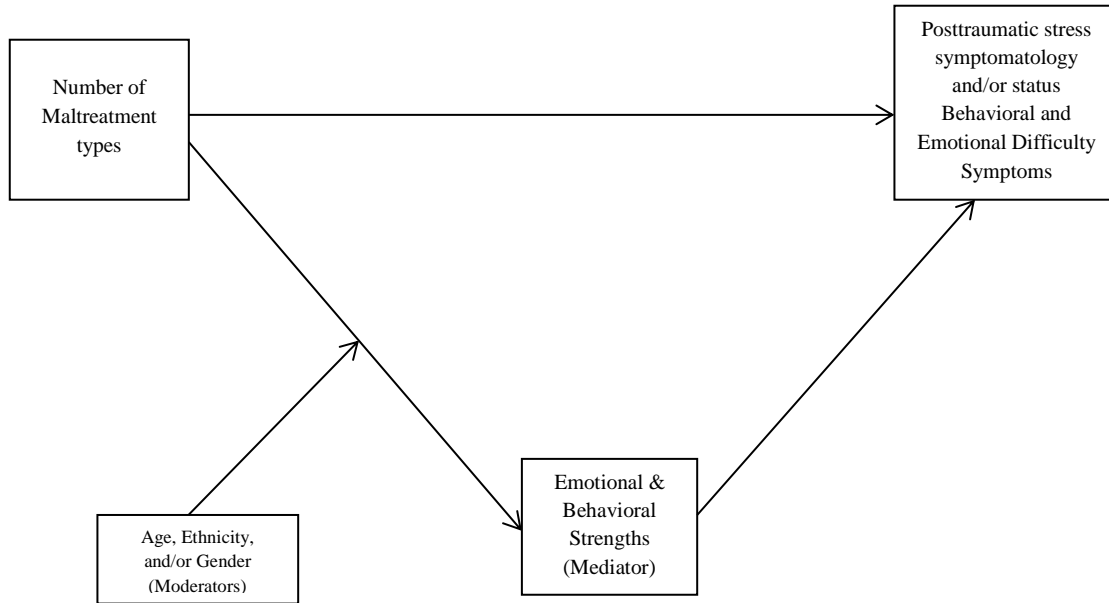 Number of
Maltreatment
types
Posttraumatic stress
symptomatology
and/or status
Behavioral and
Emotional Difficulty
Symptoms
Age, Ethnicity,
and/or Gender
(Moderators)
Emotional &
Behavioral
Strengths
(Mediator)